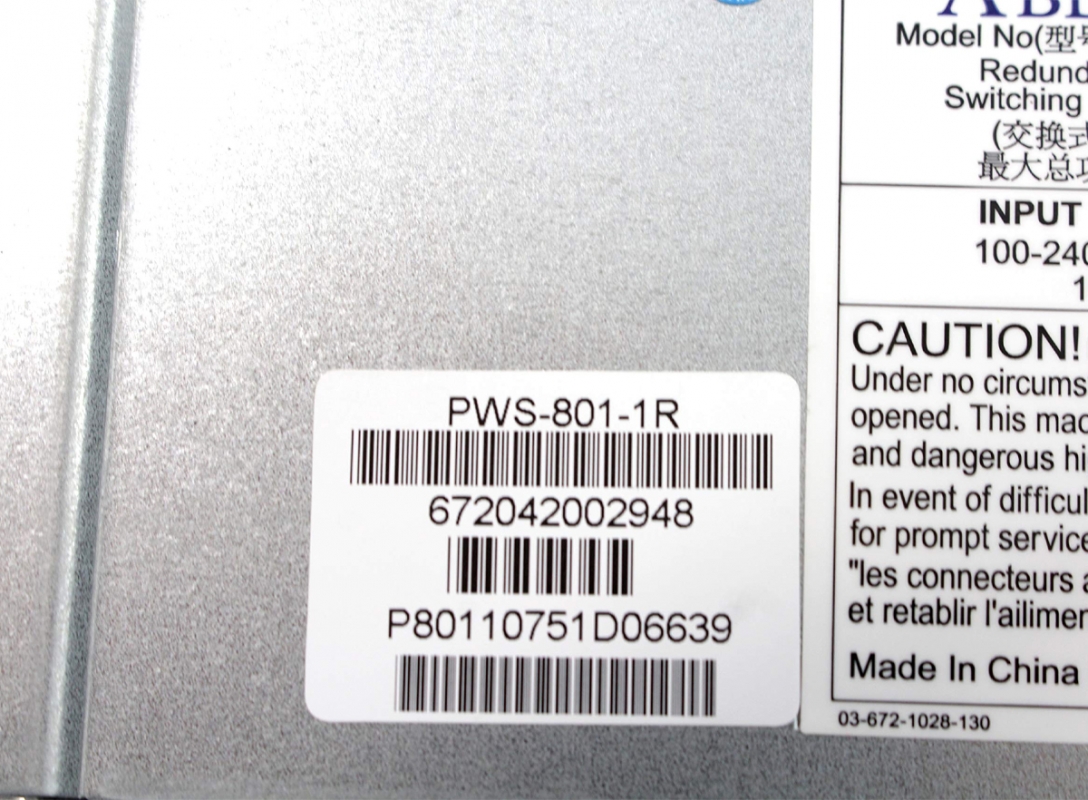 Model No(型号
Redund
Switching
(交换式
最大总功
INPUT
100-240
1
CAUTION!
Under no circums
opened. This mac
and dangerous hi
In event of difficul
for prompt service
"les connecteurs a
et retablir l'ailimen
Made In China
03-672-1028-130
PWS-801-1R
672042002948
P80110751D06639